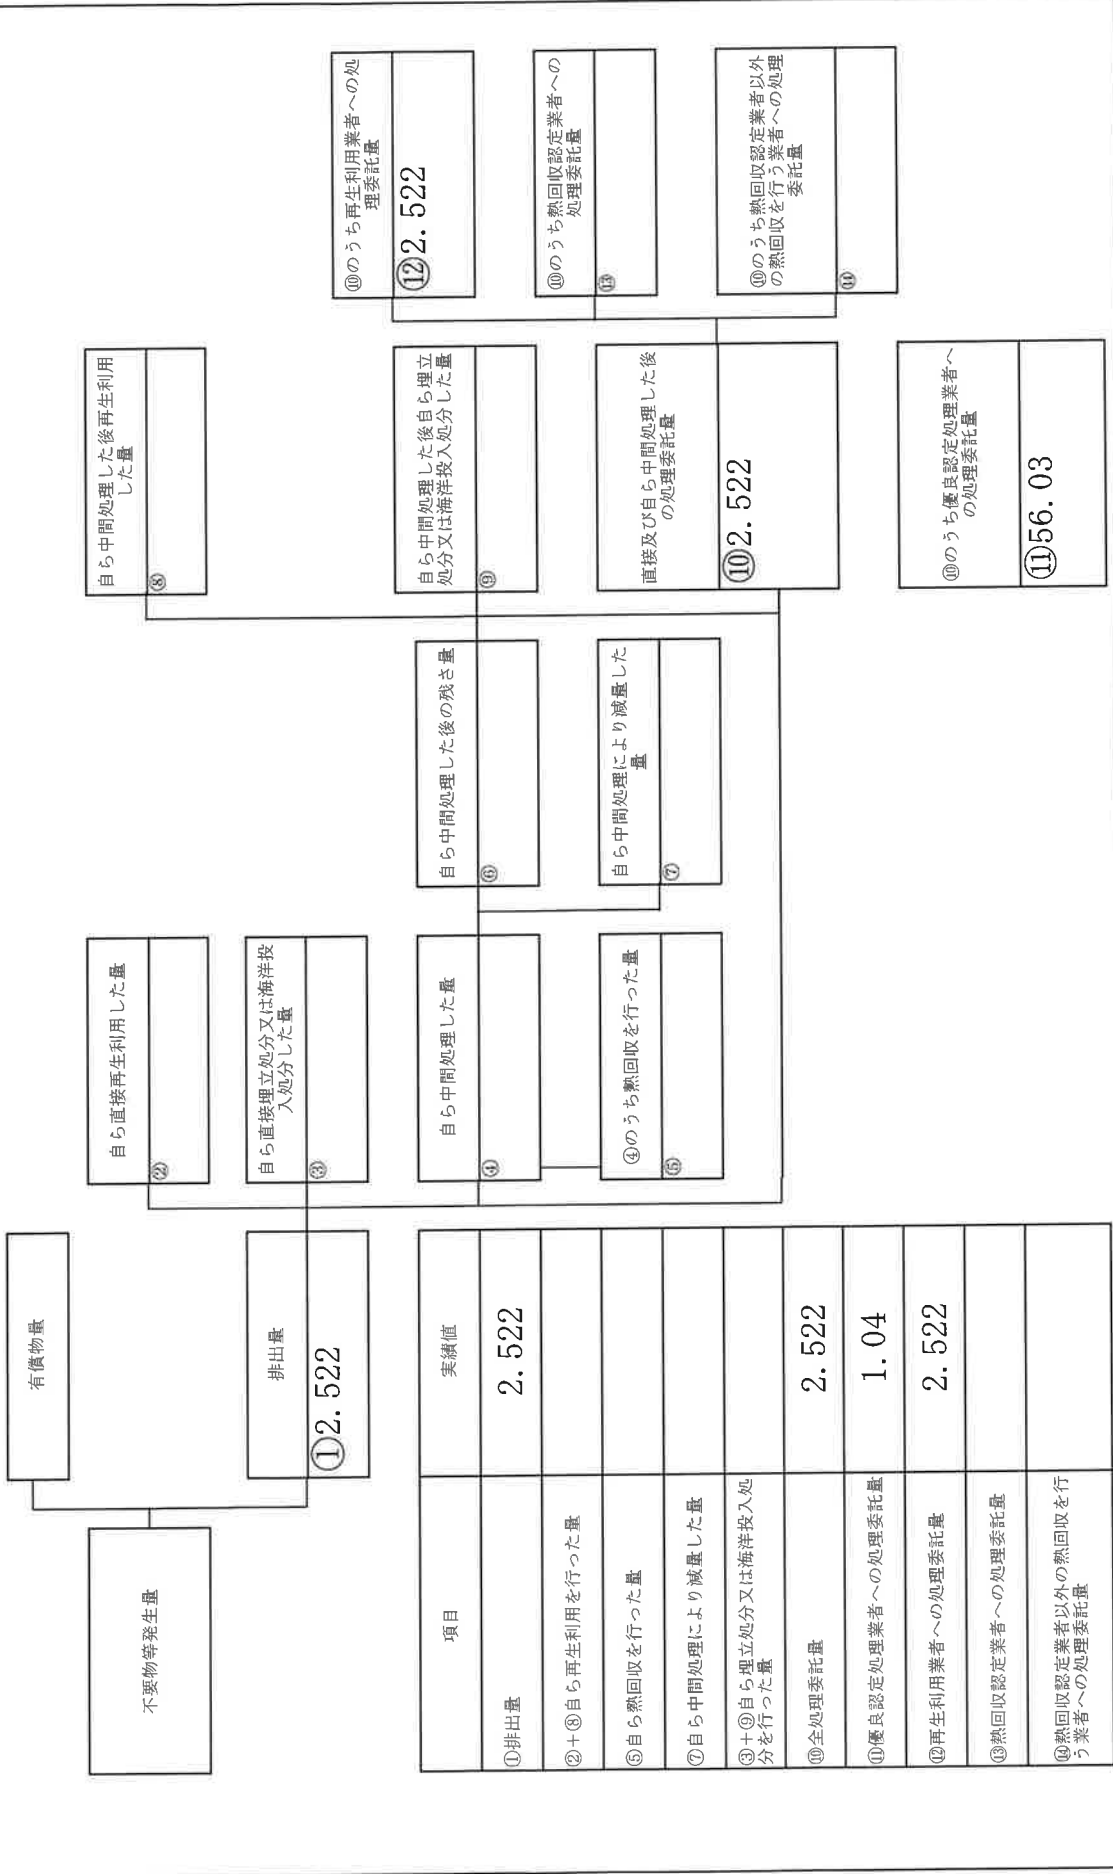 不要物等発生量
有償物量
排出量
①2.522
自ら直接再生利用した量
②
自ら直接埋立処分又は海洋投
入処分した量
③
自ら中間処理した量
④
④のうち熱回収を行った量
⑤
自ら中間処理した後の残さ量
⑥
自ら中間処理により減量した
量
⑦
自ら中間処理した後再生利用
した量
⑧
自ら中間処理した後自ら埋立
処分又は海洋投入処分した量
⑨
直接及び自ら中間処理した後
の処理委託量
⑩2.522
⑩のうち優良認定処理業者へ
の処理委託量
⑪56.03
⑩のうち再生利用業者への処
理委託量
⑫2.522
⑩のうち熱回収認定業者への
処理委託量
⑬
⑩のうち熱回収認定業者以外
の熱回収を行う業者への処理
委託量
⑭
項目 実績値
①排出量 2.522
②+⑧自ら再生利用を行った量
⑤自ら熱回収を行った量
⑦自ら中間処理により減量した量
③+⑨自ら埋立処分又は海洋投入処
分を行った量
⑩全処理委託量 2.522
⑪優良認定処理業者への処理委託量 1.04
⑫再生利用業者への処理委託量 2.522
⑬熱回収認定業者への処理委託量
⑭熱回収認定業者以外の熱回収を行
う業者への処理委託量